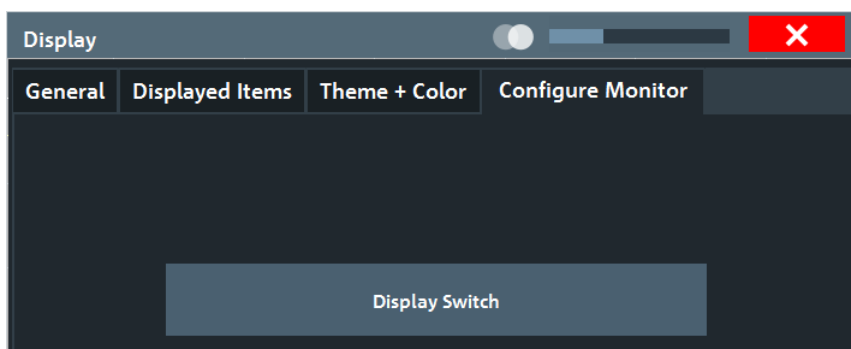 Display
General Displayed Items Theme + Color Configure Monitor
Display Switch